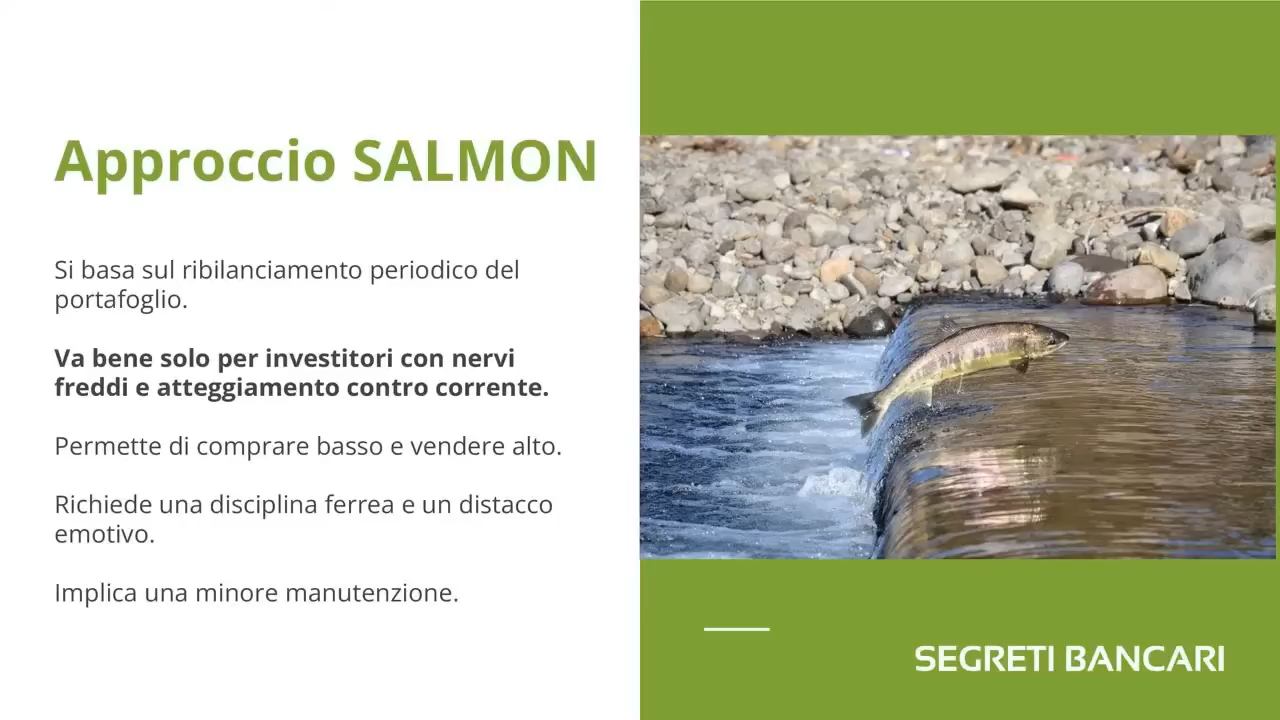 Approccio SALMON
Si basa sul ribilanciamento periodico del
portafoglio.
Va bene solo per investitori con nervi
freddi e atteggiamento contro corrente.
Permette di comprare basso e vendere alto.
Richiede una disciplina ferrea e un distacco
emotivo.
Implica una minore manutenzione.
SEGRETI BANCARI